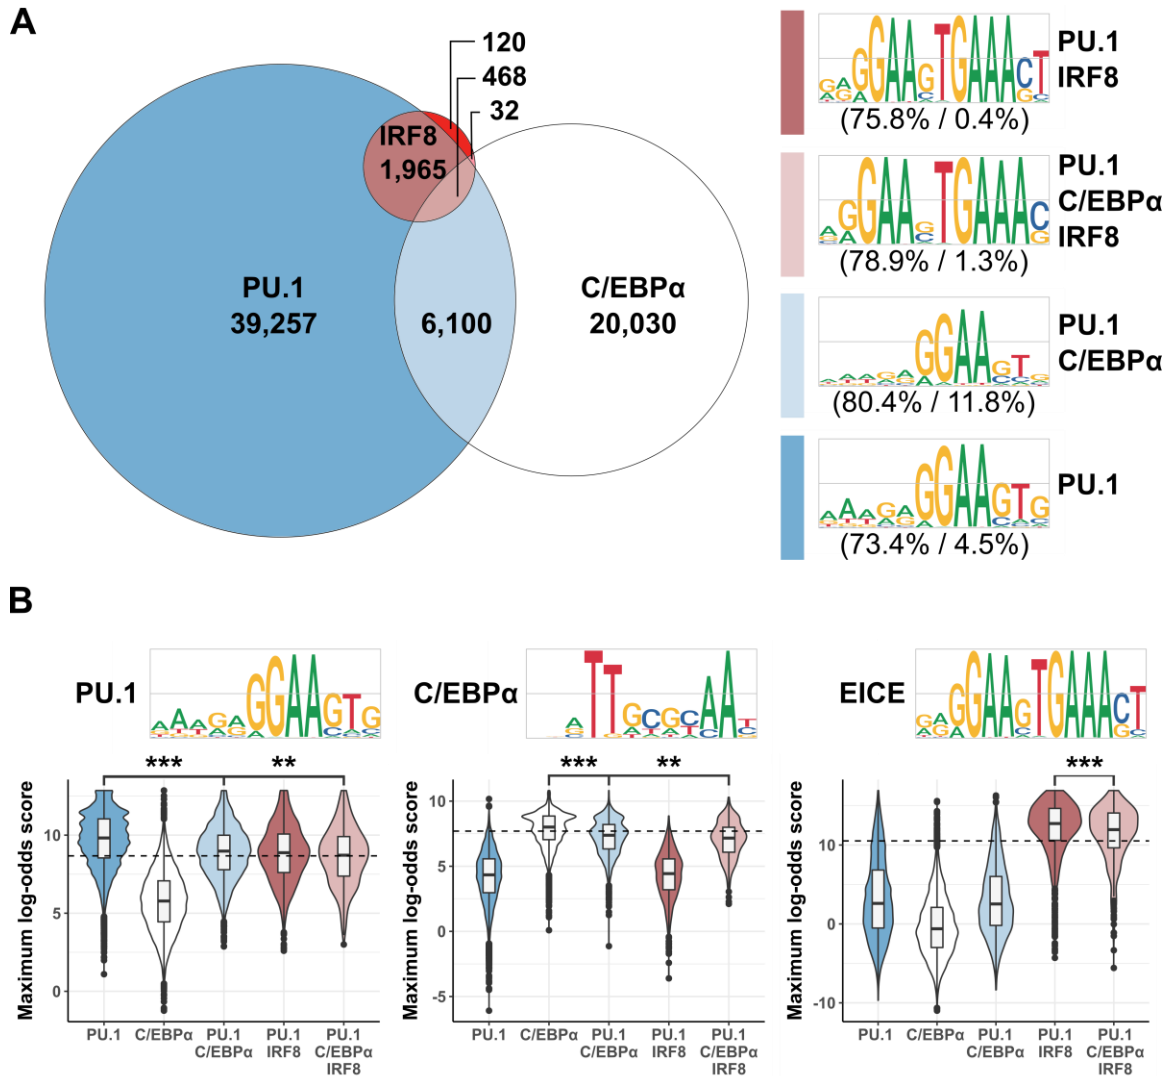 A
120
468
32
IRF8
1,965
PU.1
39,257
6,100
C/EBPα
20,030
PU.1
IRF8
(75.8% / 0.4%)
PU.1
C/EBPα
IRF8
(78.9% / 1.3%)
PU.1
C/EBPα
(80.4% / 11.8%)
PU.1
(73.4% / 4.5%)
B
PU.1
*** **
Maximum log-odds score
10
5
0
PU.1 C/EBPα PU.1 PU.1 PU.1
C/EBPα IRF8 C/EBPα
IRF8
C/EBPα
*** **
Maximum log-odds score
10
5
0
-5
PU.1 C/EBPα PU.1 PU.1 PU.1
C/EBPα IRF8 C/EBPα
IRF8
EICE
***
Maximum log-odds score
10
0
-10
PU.1 C/EBPα PU.1 PU.1 PU.1
C/EBPα IRF8 C/EBPα
IRF8